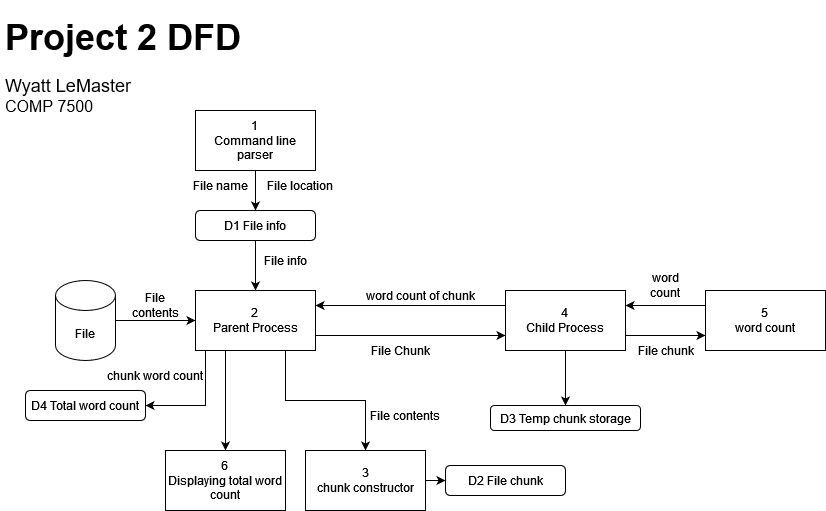 Project 2 DFD
Wyatt LeMaster
COMP 7500
1
Command line
parser
File name
File location
D1 File info
File info
File
File
contents
2
Parent Process
word count of chunk
File Chunk
4
Child Process
word
count
File chunk
5
word count
chunk word count
D4 Total word count
File contents
D3 Temp chunk storage
6
Displaying total word
count
3
chunk constructor
D2 File chunk